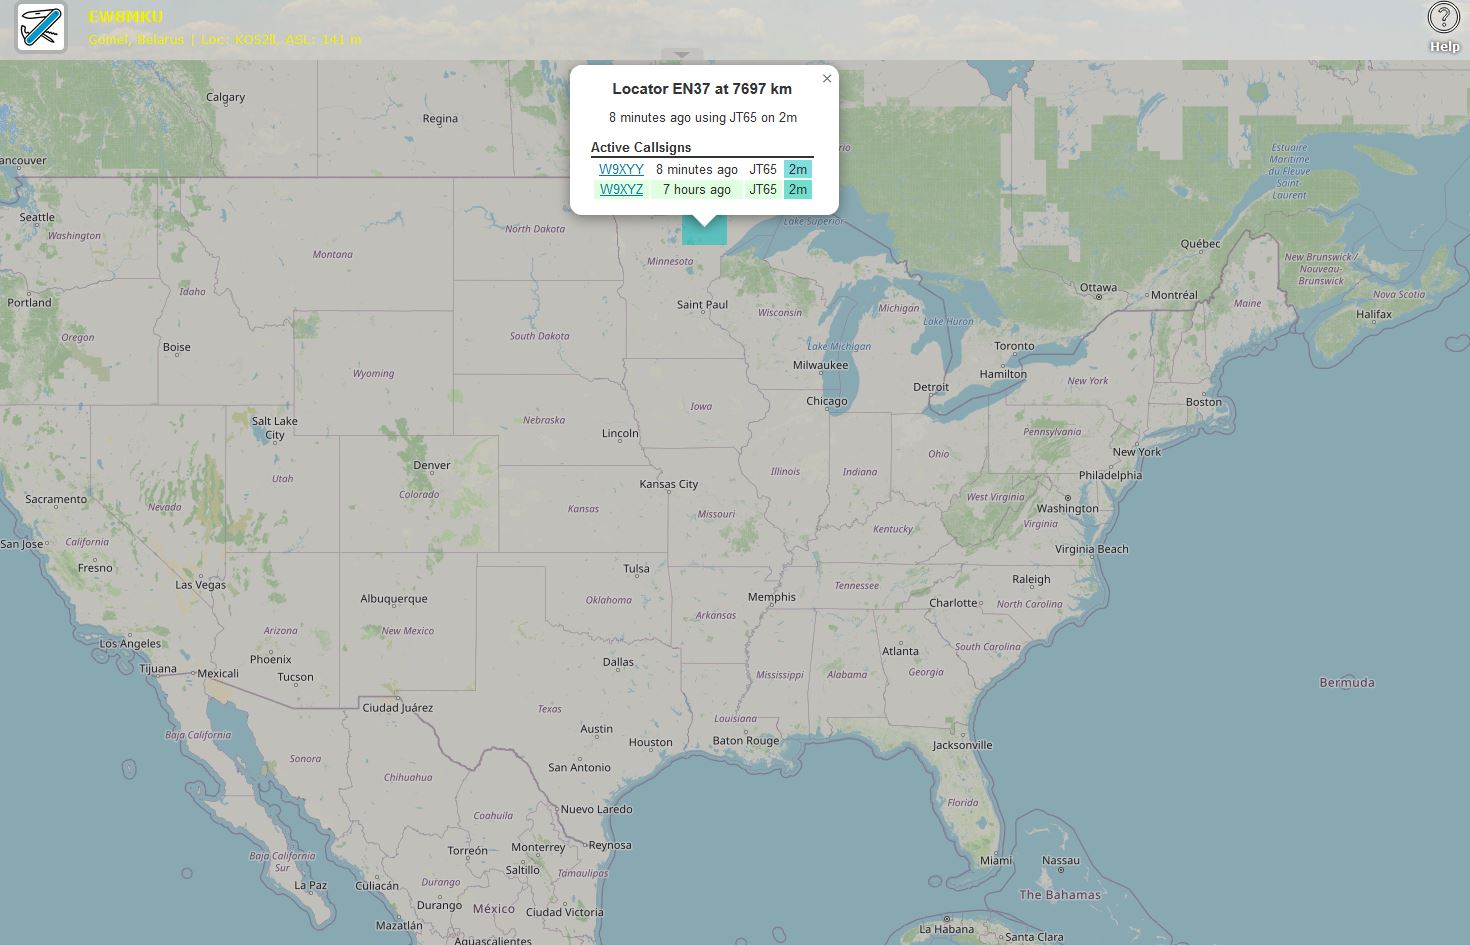 EW8MKU
Gomel, Belarus | Loc: KO52ll, ASL: 141 m
Help
×
Locator EN37 at 7697 km
8 minutes ago using JT65 on 2m
Active Callsigns
W9XYY 8 minutes ago JT65 2m
W9XYZ 7 hours ago JT65 2m
Calgary
Regina
ancouver
rio
Estuaire
Maritime
du Fleuve
Saint-
Laurent
Seattle
Washington
Montana
North Dakota
Lake Superior
Minnesota
Québec
New Brunswick /
Nouveau-
Brunswick
Idaho
Portland
Saint Paul
Wisconsin
Michigan
Lake Huron
Ottawa
Montréal
Maine
Nova Scotia
Halifax
Oregon
Boise
South Dakota
Lake Michigan
Toronto
Milwaukee
Hamilton
Wyoming
Detroit
New York
Iowa
Chicago
Boston
Salt Lake
City
Nebraska
Lincoln
Pennsylvania
New York
Ohio
Denver
Utah
Colorado
Illinois
Indiana
Philadelphia
Kansas City
Sacramento
Nevada
Kansas
Missouri
West Virginia
Washington
Virginia
Kentucky
San Jose
California
Virginia Beach
Fresno
Las Vegas
Tulsa
Raleigh
Albuquerque
Oklahoma
Memphis
Tennessee
Charlotte
North Carolina
Arkansas
Los Angeles
Arizona
New Mexico
Phoenix
Atlanta
South Carolina
Tijuana
Mexicali
Tucson
Dallas
Mississippi
Alabama
Georgia
Bermuda
Ciudad Juárez
Texas
Louisiana
Baja California
Austin
Houston
Baton Rouge
Jacksonville
Sonora
Chihuahua
San Antonio
Florida
Coahuila
Nuevo Laredo
Reynosa
Baja California
Sur
Torreón
Monterrey
Saltillo
Tamaulipas
Miami
Nassau
La Paz
Culiacán
Durango
Durango
México
Ciudad Victoria
The Bahamas
Mazatlán
Aguascalientes
La Habana
Santa Clara